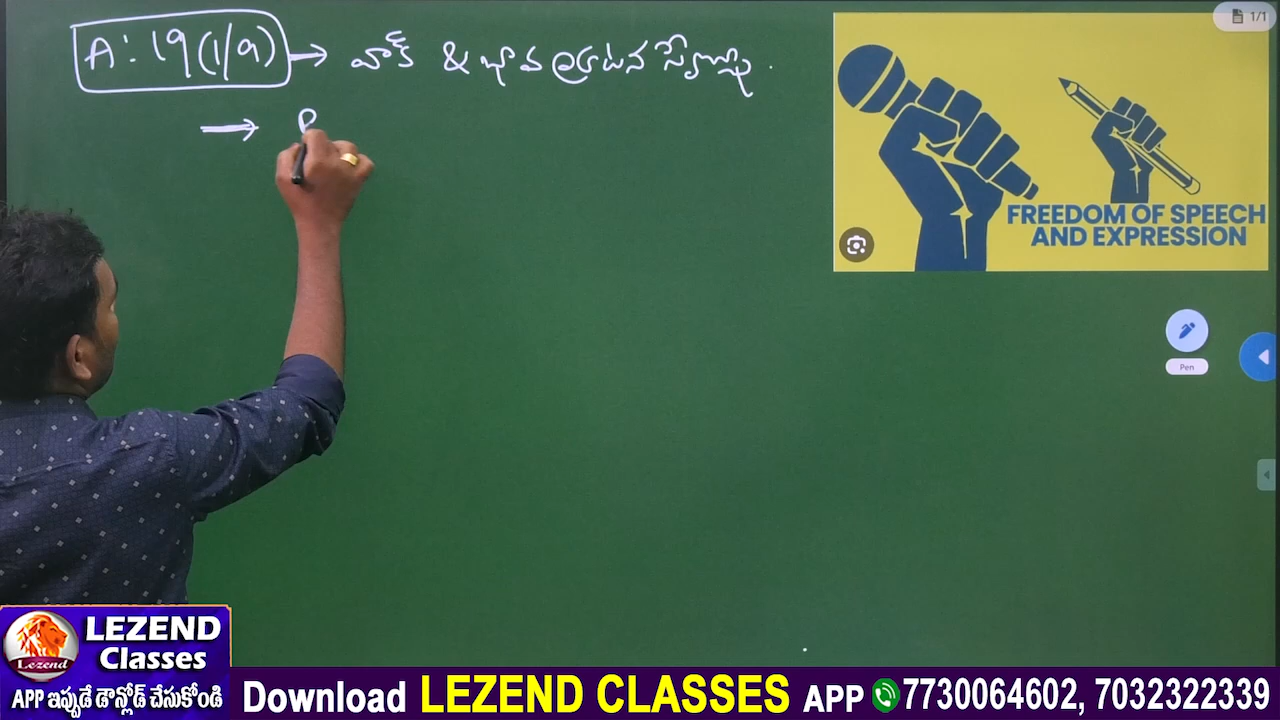 A: 19(1/a) → వాక్ & భావ ప్రకటన స్వేచ్ఛ.
→ P
1/1
FREEDOM OF SPEECH
AND EXPRESSION
Pen
LEZEND
Classes
Lezend
APP ఇప్పుడే డౌన్లోడ్ చేసుకోండి
Download LEZEND CLASSES APP 7730064602, 7032322339